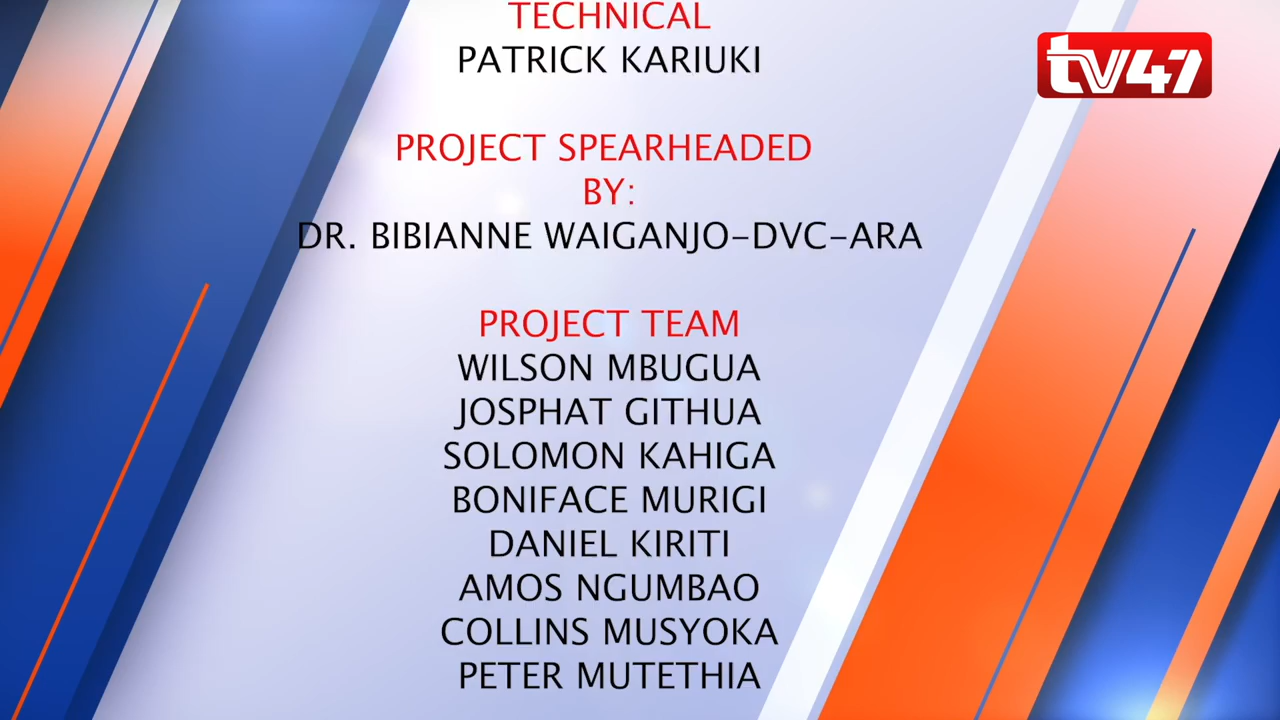 TECHNICAL
PATRICK KARIUKI
tv47
PROJECT SPEARHEADED
BY:
DR. BIBIANNE WAIGANJO-DVC-ARA
PROJECT TEAM
WILSON MBUGUA
JOSPHAT GITHUA
SOLOMON KAHIGA
BONIFACE MURIGI
DANIEL KIRITI
AMOS NGUMBAO
COLLINS MUSYOKA
PETER MUTETHIA